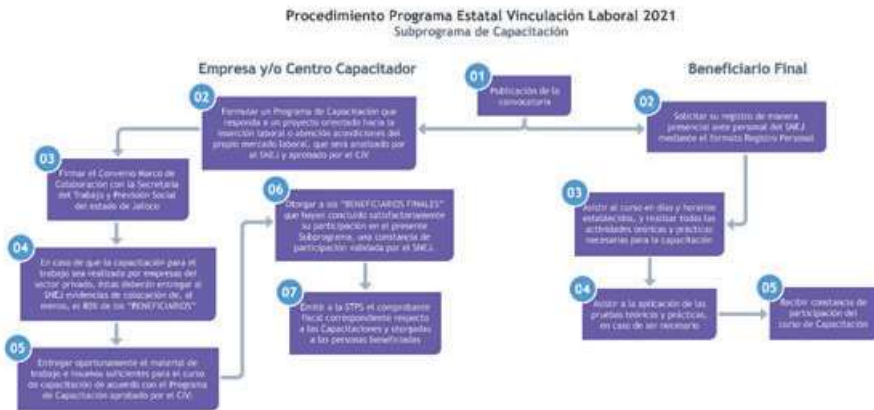 Procedimiento Programa Estatal Vinculación Laboral 2021
Subprograma de Capacitación
Empresa y/o Centro Capacitador
Beneficiario Final
01
Publicación de la
convocatoria
02
Formular un Programa de Capacitación que
responda a un proyecto orientado hacia la
inserción laboral o atención acondiciones del
propio mercado laboral, que será analizado por
el SNEJ y aprobado por el CIV
03
Firmar el Convenio Marco de
Colaboración con la Secretaría
del Trabajo y Previsión Social
del estado de Jalisco
04
En caso de que la capacitación para el
trabajo sea realizada por empresas del
sector privado, éstas deberán entregar al
SNEJ evidencias de colocación de, al
menos, el 80% de los "BENEFICIARIOS"
05
Entregar oportunamente el material de
trabajo e insumos suficientes para el curso
de capacitación de acuerdo con el Programa
de Capacitación aprobado por el CIV;
06
Otorgar a los "BENEFICIARIOS FINALES"
que hayan concluido satisfactoriamente
su participación en el presente
Subprograma, una constancia de
participación validada por el SNEJ.
07
Emitir a la STPS el comprobante
fiscal correspondiente respecto
a las Capacitaciones y otorgadas
a las personas beneficiadas
02
Solicitar su registro de manera
presencial ante personal del SNEJ
mediante el formato Registro Personal
03
Asistir al curso en días y horarios
establecidos, y realizar todas las
actividades teóricas y prácticas
necesarias para la capacitación
04
Asistir a la aplicación de las
pruebas teóricas y prácticas,
en caso de ser necesario
05
Recibir constancia de
participación del
curso de Capacitación